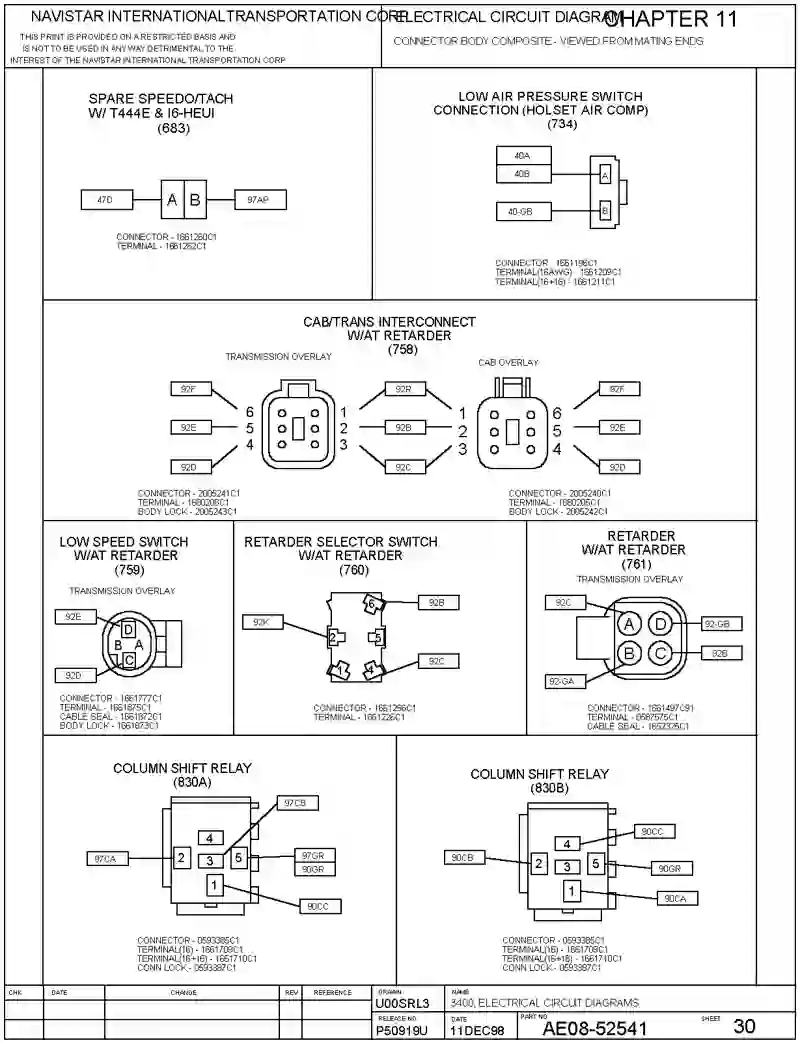 NAVISTAR INTERNATIONAL TRANSPORTATION CORP
THIS PRINT IS PROVIDED ON A RESTRICTED BASIS AND
IS NOT TO BE USED IN ANY WAY DETRIMENTAL TO THE
INTEREST OF THE NAVISTAR INTERNATIONAL TRANSPORTATION CORP
ELECTRICAL CIRCUIT DIAGRAM
CHAPTER 11
CONNECTOR BODY COMPOSITE - VIEWED FROM MATING ENDS
SPARE SPEEDO/TACH
W/ T444E & I6-HEUI
(683)
47D
A
B
97AP
CONNECTOR - 1661260C1
TERMINAL - 1661262C1
LOW AIR PRESSURE SWITCH
CONNECTION (HOLSET AIR COMP)
(734)
40A
40B
A
40-GB
B
CONNECTOR 1661196C1
TERMINAL(16AWG) 1661209C1
TERMINAL(16+16) - 1661211C1
CAB/TRANS INTERCONNECT
W/AT RETARDER
(758)
TRANSMISSION OVERLAY
CAB OVERLAY
92F
92R
92F
6
1
1
6
92E
5
2
92B
2
5
92E
4
3
3
4
92D
92C
92D
CONNECTOR - 2005241C1
TERMINAL - 1680206C1
BODY LOCK - 2005243C1
CONNECTOR - 2005240C1
TERMINAL - 1680205C1
BODY LOCK - 2005242C1
LOW SPEED SWITCH
W/AT RETARDER
(759)
TRANSMISSION OVERLAY
92E
D
B A
C
92D
CONNECTOR - 1661777C1
TERMINAL - 1661875C1
CABLE SEAL - 1661872C1
BODY LOCK - 1661873C1
RETARDER SELECTOR SWITCH
W/AT RETARDER
(760)
6
92B
92K
2
5
1
4
92C
CONNECTOR - 1661296C1
TERMINAL - 1661226C1
RETARDER
W/AT RETARDER
(761)
TRANSMISSION OVERLAY
92C
A D
92-GB
B C
92B
92-GA
CONNECTOR - 1661497C91
TERMINAL - 0587575C1
CABLE SEAL - 1652325C1
COLUMN SHIFT RELAY
(830A)
97CB
4
97CA
2
3
5
97GR
90GR
1
90CC
CONNECTOR - 0593385C1
TERMINAL(16) - 1661709C1
TERMINAL(16+16) - 1661710C1
CONN LOCK - 0593387C1
COLUMN SHIFT RELAY
(830B)
90CC
4
90CB
2
3
5
90GR
1
90CA
CONNECTOR - 0593385C1
TERMINAL(16) - 1661709C1
TERMINAL(16+16) - 1661710C1
CONN LOCK - 0593387C1
CHK
DATE
CHANGE
REV
REFERENCE
DRAWN
U00SRL3
NAME
3400, ELECTRICAL CIRCUIT DIAGRAMS
RELEASE NO.
P50919U
DATE
11DEC98
PART NO
AE08-52541
SHEET
30